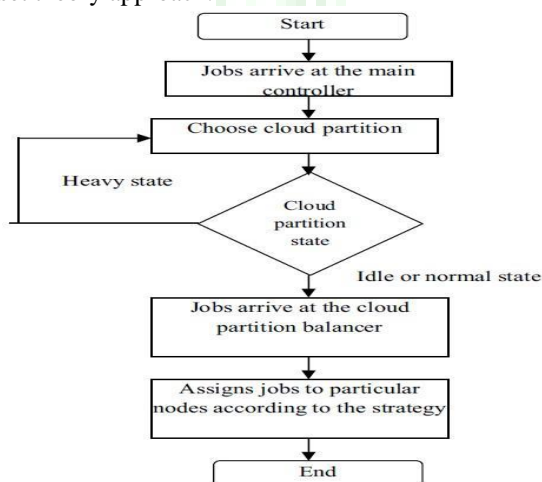 Start
Jobs arrive at the main
controller
Choose cloud partition
Heavy state
Cloud
partition
state
Idle or normal state
Jobs arrive at the cloud
partition balancer
Assigns jobs to particular
nodes according to the strategy
End